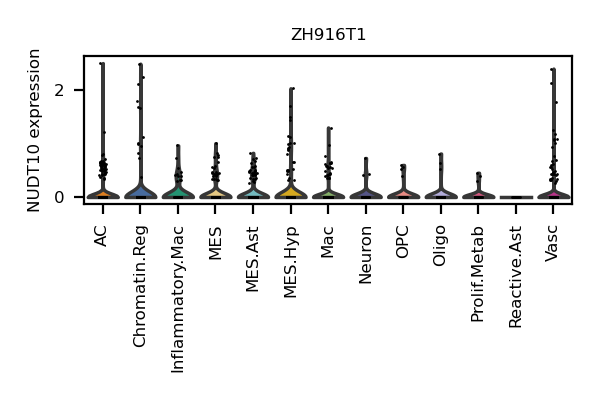 ZH916T1
NUDT10 expression
2
0
AC
Chromatin.Reg
Inflammatory.Mac
MES
MES.Ast
MES.Hyp
Mac
Neuron
OPC
Oligo
Prolif.Metab
Reactive.Ast
Vasc